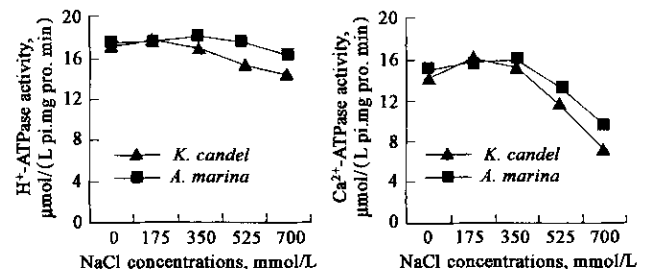 H⁺-ATPase activity,
μmol/(L pi.mg pro. min)
20
16
12
8
4
0
K. candel
A. marina
0 175 350 525 700
NaCl concentrations, mmol/L
Ca²⁺-ATPase activity,
μmol/(L pi.mg pro. min)
20
16
12
8
4
0
K. candel
A. marina
0 175 350 525 700
NaCl concentrations, mmol/L